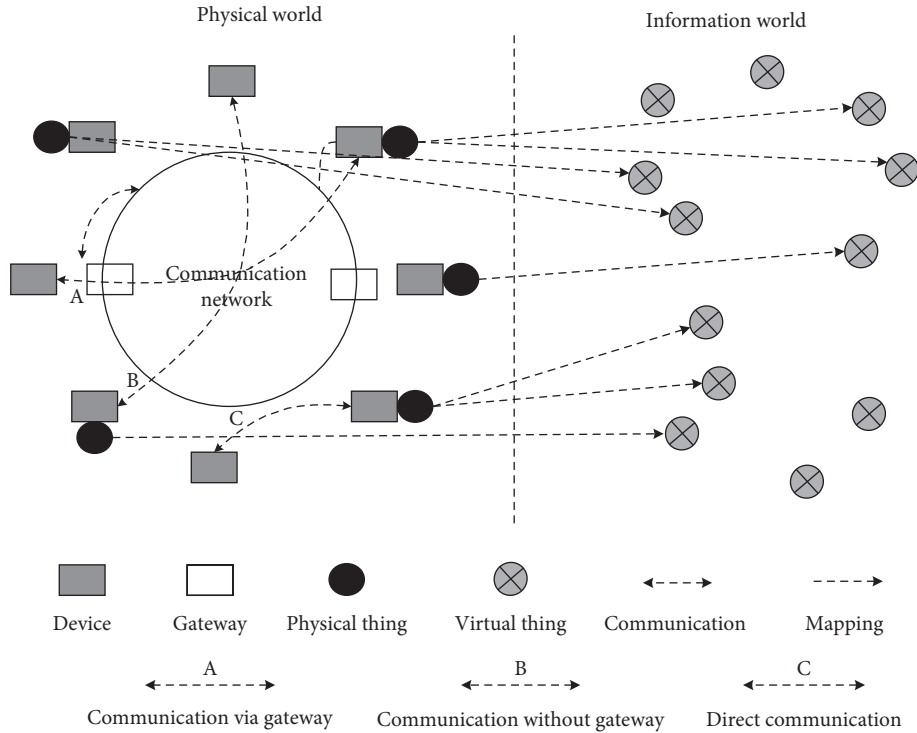 Physical world
Information world
Communication
network
A
B
C
Device
Gateway
Physical thing
Virtual thing
Communication
Mapping
A
B
C
Communication via gateway
Communication without gateway
Direct communication